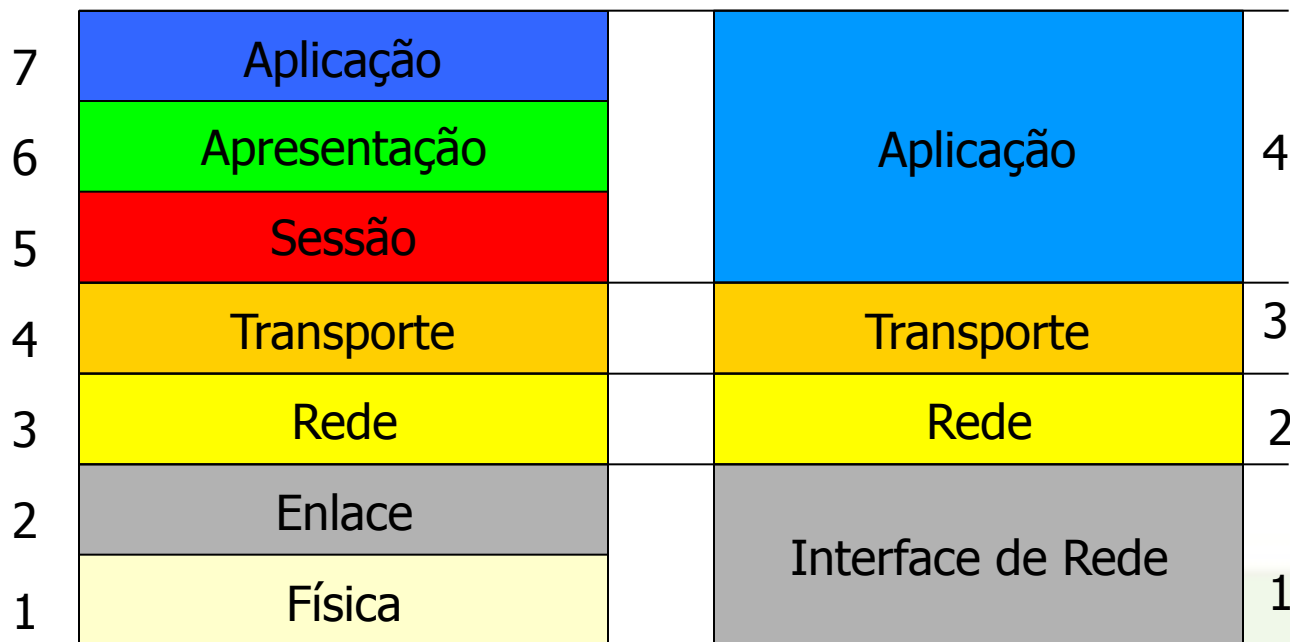 7 Aplicação
6 Apresentação Aplicação 4
5 Sessão
4 Transporte Transporte 3
3 Rede Rede 2
2 Enlace
Interface de Rede
1 Física 1